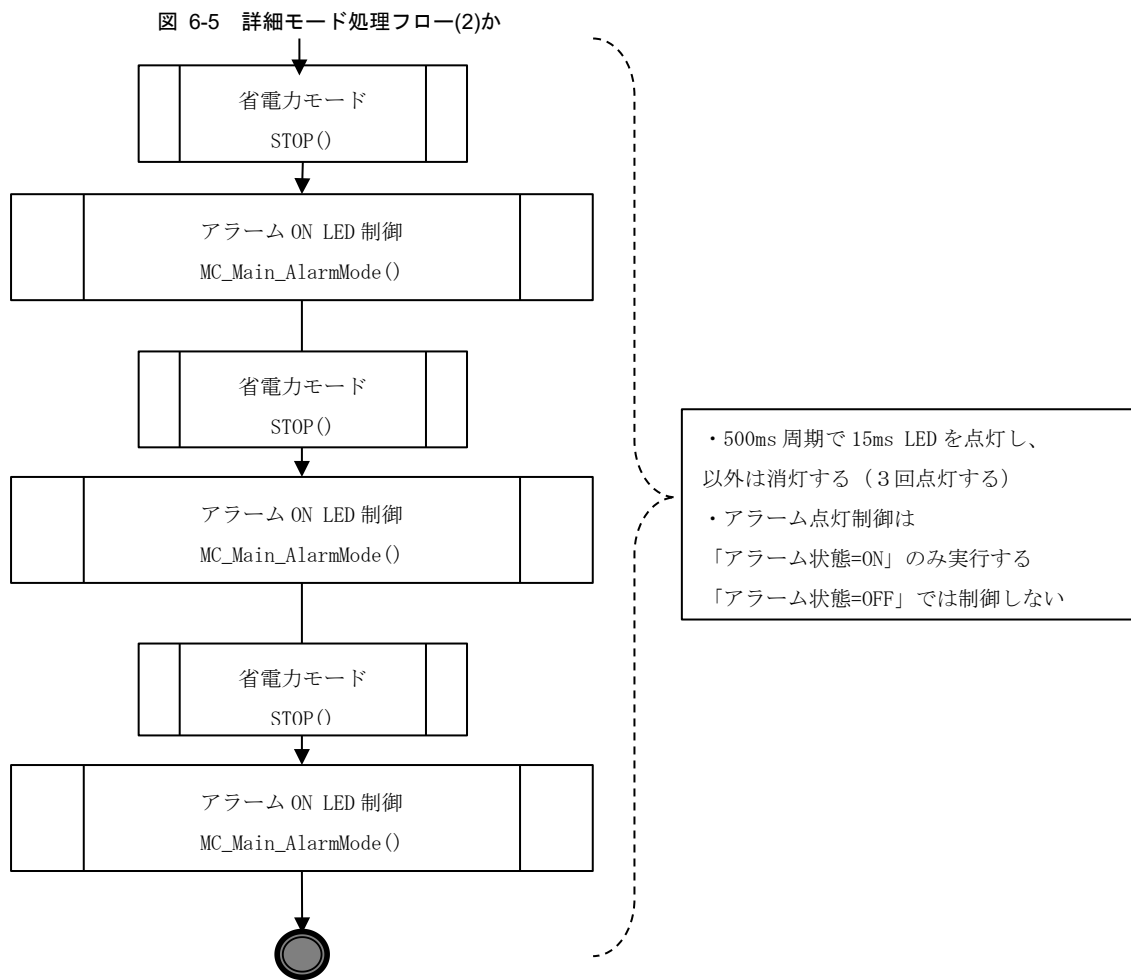 図 6-5 詳細モード処理フロー(2)か
省電力モード
STOP()
アラーム ON LED 制御
MC_Main_AlarmMode()
省電力モード
STOP()
アラーム ON LED 制御
MC_Main_AlarmMode()
省電力モード
STOP()
アラーム ON LED 制御
MC_Main_AlarmMode()
・500ms 周期で 15ms LED を点灯し、
以外は消灯する（３回点灯する）
・アラーム点灯制御は
「アラーム状態=ON」のみ実行する
「アラーム状態=OFF」では制御しない